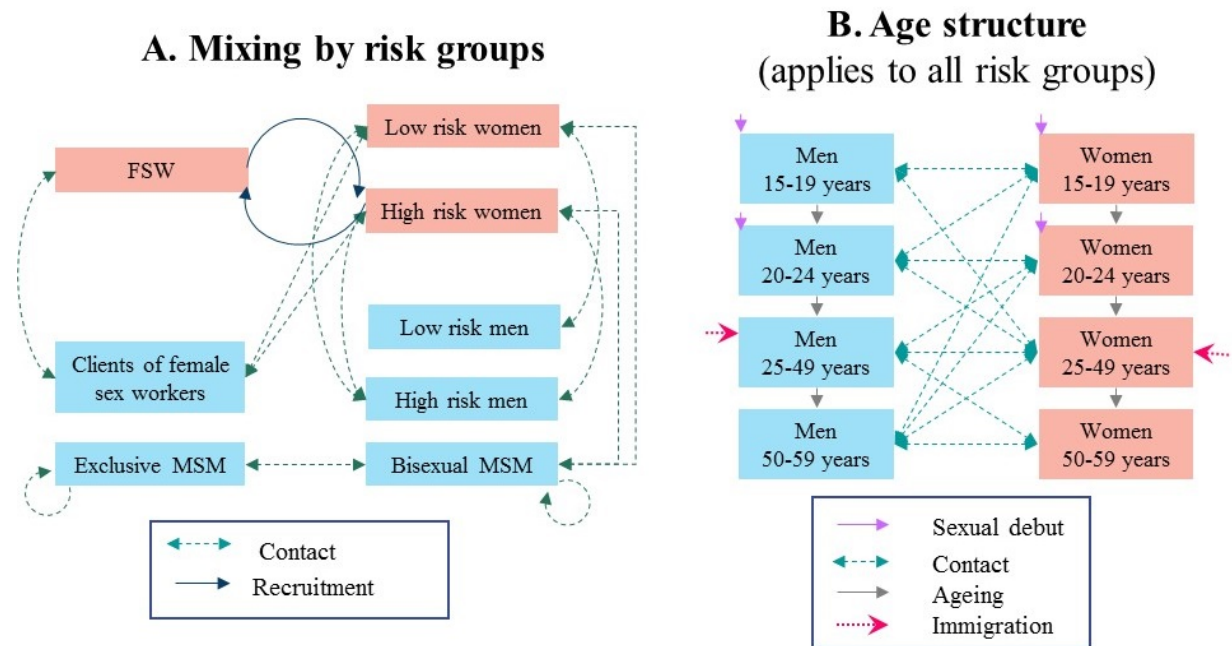 A. Mixing by risk groups
Low risk women
FSW
High risk women
Low risk men
Clients of female
sex workers
High risk men
Exclusive MSM
Bisexual MSM
Contact
Recruitment
B. Age structure
(applies to all risk groups)
Men
15-19 years
Women
15-19 years
Men
20-24 years
Women
20-24 years
Men
25-49 years
Women
25-49 years
Men
50-59 years
Women
50-59 years
Sexual debut
Contact
Ageing
Immigration